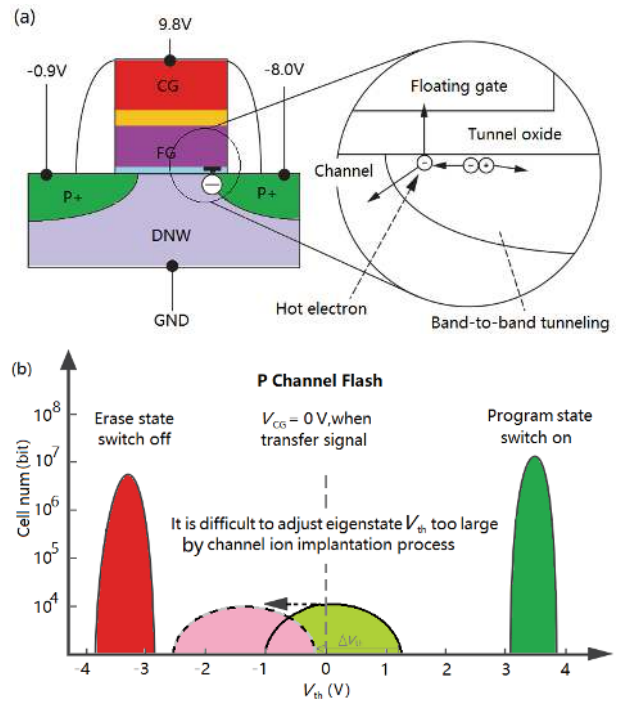 (a)
9.8V
-0.9V
-8.0V
CG
FG
P+
P+
DNW
GND
Floating gate
Tunnel oxide
Channel
Hot electron
Band-to-band tunneling
(b)
P Channel Flash
Erase state
switch off
V_CG = 0 V,when
transfer signal
Program state
switch on
It is difficult to adjust eigenstate V_th too large
by channel ion implantation process
Cell num (bit)
10^8
10^7
10^6
10^5
10^4
-4 -3 -2 -1 0 1 2 3 4
V_th (V)